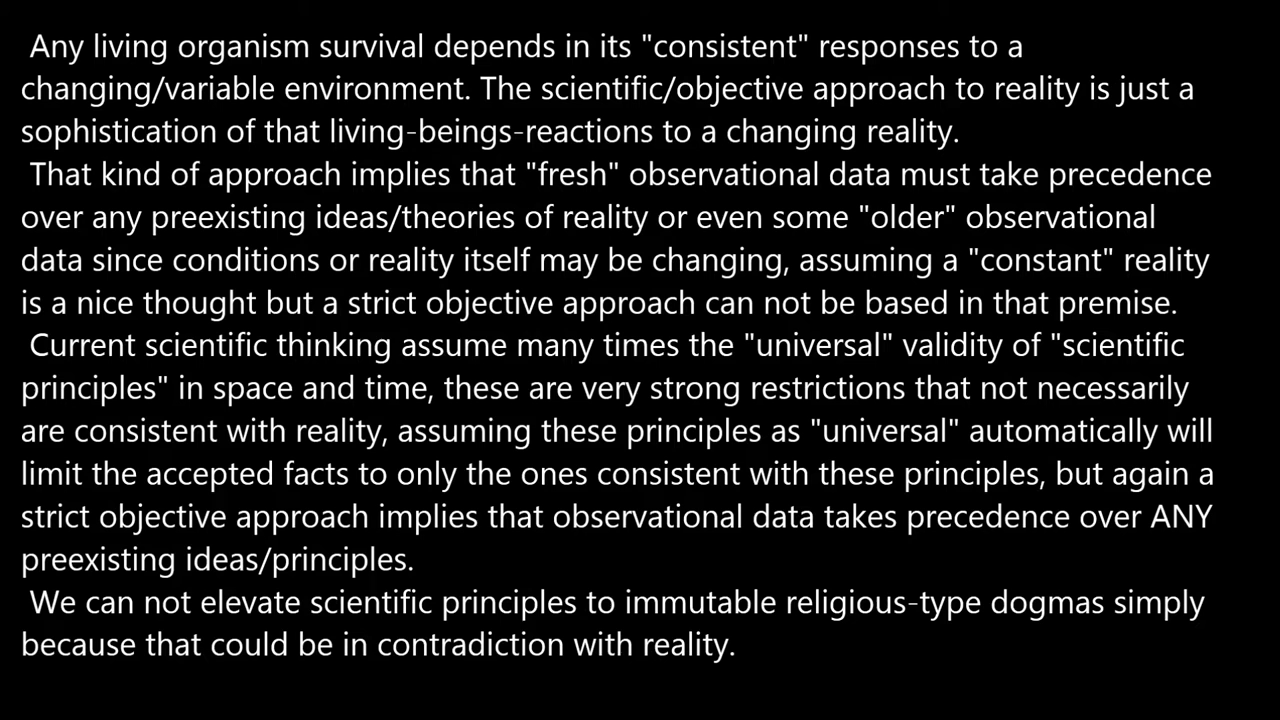 Any living organism survival depends in its "consistent" responses to a
changing/variable environment. The scientific/objective approach to reality is just a
sophistication of that living-beings-reactions to a changing reality.
That kind of approach implies that "fresh" observational data must take precedence
over any preexisting ideas/theories of reality or even some "older" observational
data since conditions or reality itself may be changing, assuming a "constant" reality
is a nice thought but a strict objective approach can not be based in that premise.
Current scientific thinking assume many times the "universal" validity of "scientific
principles" in space and time, these are very strong restrictions that not necessarily
are consistent with reality, assuming these principles as "universal" automatically will
limit the accepted facts to only the ones consistent with these principles, but again a
strict objective approach implies that observational data takes precedence over ANY
preexisting ideas/principles.
We can not elevate scientific principles to immutable religious-type dogmas simply
because that could be in contradiction with reality.